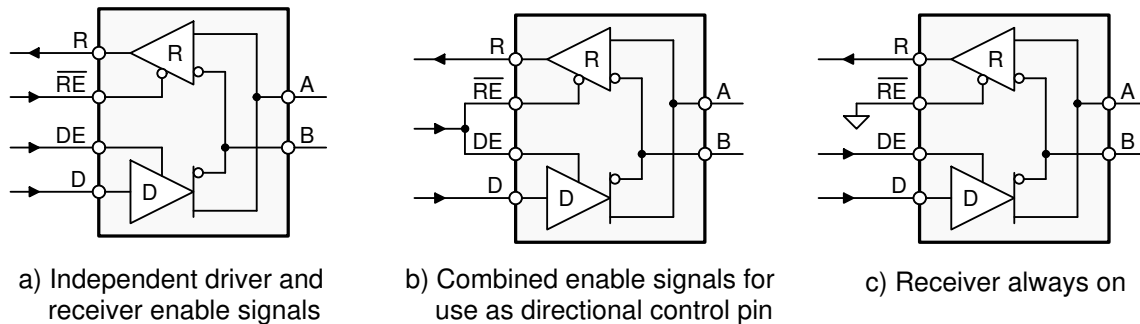 R
R
RE
A
DE
B
D
D
a) Independent driver and
receiver enable signals
R
R
RE
A
DE
B
D
D
b) Combined enable signals for
use as directional control pin
R
R
RE
A
DE
B
D
D
c) Receiver always on